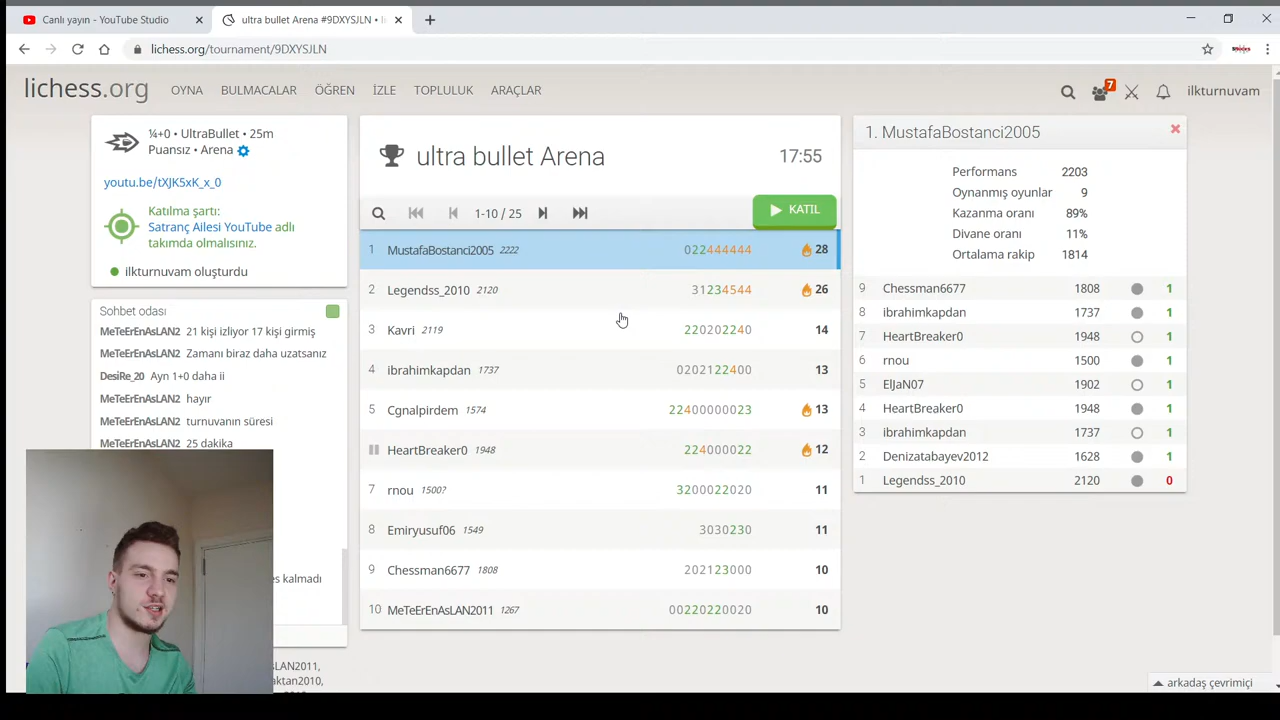 Canlı yayın - YouTube Studio
ultra bullet Arena #9DXYSJLN • li
lichess.org/tournament/9DXYSJLN
lichess.org
OYNA
BULMACALAR
ÖĞREN
İZLE
TOPLULUK
ARAÇLAR
7
ilkturnuvam
¼+0 • UltraBullet • 25m
Puansız • Arena
youtu.be/tXJK5xK_x_0
Katılma şartı:
Satranç Ailesi YouTube adlı
takımda olmalısınız.
ilkturnuvam oluşturdu
Sohbet odası
MeTeErEnAsLAN2 21 kişi izliyor 17 kişi girmiş
MeTeErEnAsLAN2 Zamanı biraz daha uzatsanız
DesiRe_20 Ayn 1+0 daha ii
MeTeErEnAsLAN2 hayır
MeTeErEnAsLAN2 turnuvanın süresi
MeTeErEnAsLAN2 25 dakika
es kalmadı
LAN2011,
aktan2010,
ultra bullet Arena
17:55
1-10 / 25
KATIL
1 MustafaBostanci2005 2222 022444444 28
2 Legendss_2010 2120 31234544 26
3 Kavri 2119 220202240 14
4 ibrahimkapdan 1737 0202122400 13
5 Cgnalpirdem 1574 22400000023 13
HeartBreaker0 1948 224000022 12
7 rnou 1500? 3200022020 11
8 Emiryusuf06 1549 3030230 11
9 Chessman6677 1808 202123000 10
10 MeTeErEnAsLAN2011 1267 00220220020 10
1. MustafaBostanci2005
Performans 2203
Oynanmış oyunlar 9
Kazanma oranı 89%
Divane oranı 11%
Ortalama rakip 1814
9 Chessman6677 1808 1
8 ibrahimkapdan 1737 1
7 HeartBreaker0 1948 1
6 rnou 1500 1
5 ElJaN07 1902 1
4 HeartBreaker0 1948 1
3 ibrahimkapdan 1737 1
2 Denizatabayev2012 1628 1
1 Legendss_2010 2120 0
arkadaş çevrimiçi